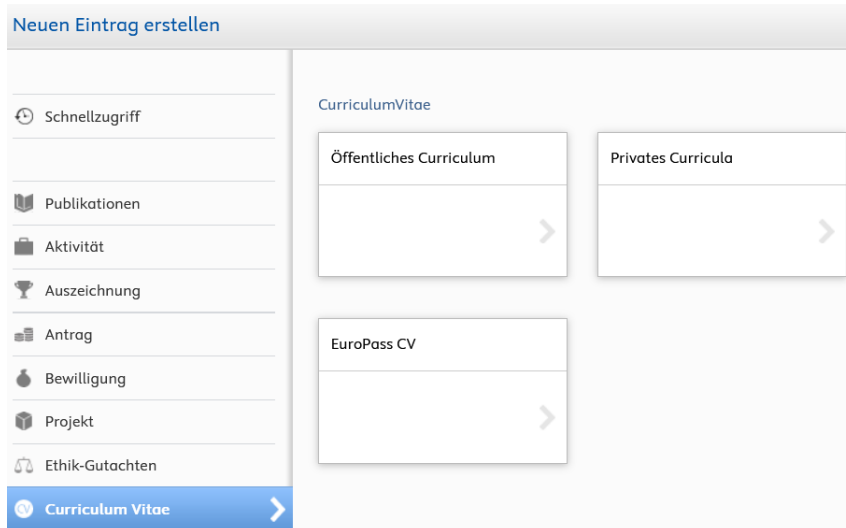 Neuen Eintrag erstellen
Schnellzugriff
Publikationen
Aktivität
Auszeichnung
Antrag
Bewilligung
Projekt
Ethik-Gutachten
CV Curriculum Vitae
CurriculumVitae
Öffentliches Curriculum
Privates Curricula
EuroPass CV